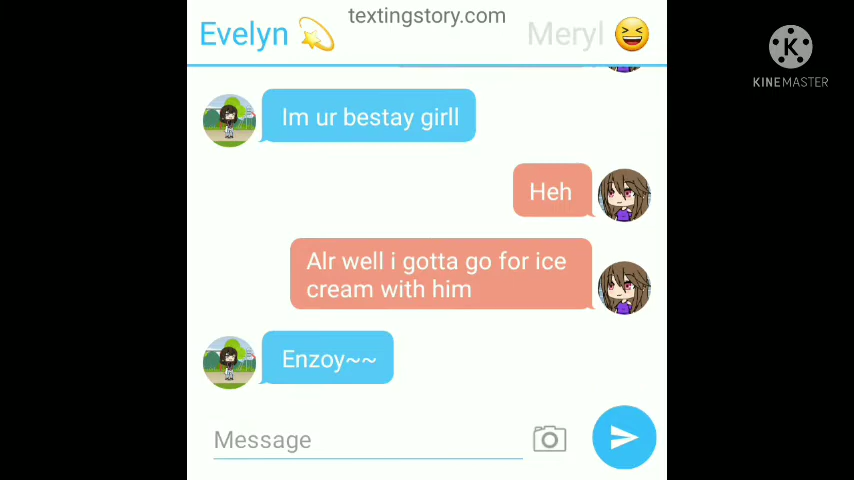 textingstory.com
Evelyn 💫
Meryl 😆
K
KINEMASTER
Im ur bestay girll
Heh
Alr well i gotta go for ice
cream with him
Enzoy~~
Message